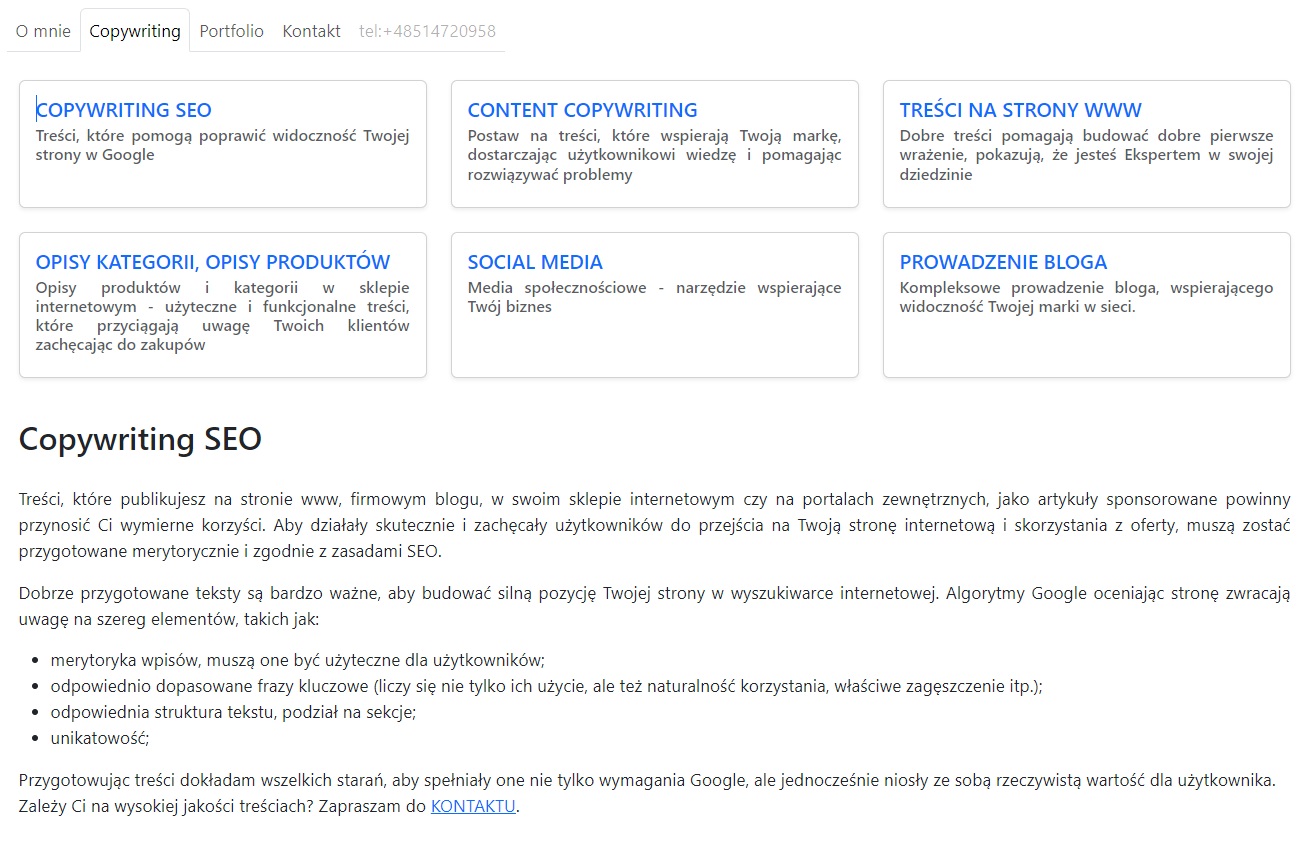 O mnie Copywriting Portfolio Kontakt tel:+48514720958
COPYWRITING SEO
Treści, które pomogą poprawić widoczność Twojej
strony w Google
CONTENT COPYWRITING
Postaw na treści, które wspierają Twoją markę,
dostarczając użytkownikowi wiedzę i pomagając
rozwiązywać problemy
TREŚCI NA STRONY WWW
Dobre treści pomagają budować dobre pierwsze
wrażenie, pokazują, że jesteś Ekspertem w swojej
dziedzinie
OPISY KATEGORII, OPISY PRODUKTÓW
Opisy produktów i kategorii w sklepie
internetowym - użyteczne i funkcjonalne treści,
które przyciągają uwagę Twoich klientów
zachęcając do zakupów
SOCIAL MEDIA
Media społecznościowe - narzędzie wspierające
Twój biznes
PROWADZENIE BLOGA
Kompleksowe prowadzenie bloga, wspierającego
widoczność Twojej marki w sieci.
Copywriting SEO
Treści, które publikujesz na stronie www, firmowym blogu, w swoim sklepie internetowym czy na portalach zewnętrznych, jako artykuły sponsorowane powinny
przynosić Ci wymierne korzyści. Aby działały skutecznie i zachęcały użytkowników do przejścia na Twoją stronę internetową i skorzystania z oferty, muszą zostać
przygotowane merytorycznie i zgodnie z zasadami SEO.
Dobrze przygotowane teksty są bardzo ważne, aby budować silną pozycję Twojej strony w wyszukiwarce internetowej. Algorytmy Google oceniając stronę zwracają
uwagę na szereg elementów, takich jak:
• merytoryka wpisów, muszą one być użyteczne dla użytkowników;
• odpowiednio dopasowane frazy kluczowe (liczy się nie tylko ich użycie, ale też naturalność korzystania, właściwe zagęszczenie itp.);
• odpowiednia struktura tekstu, podział na sekcje;
• unikatowość;
Przygotowując treści dokładam wszelkich starań, aby spełniały one nie tylko wymagania Google, ale jednocześnie niosły ze sobą rzeczywistą wartość dla użytkownika.
Zależy Ci na wysokiej jakości treściach? Zapraszam do KONTAKTU.